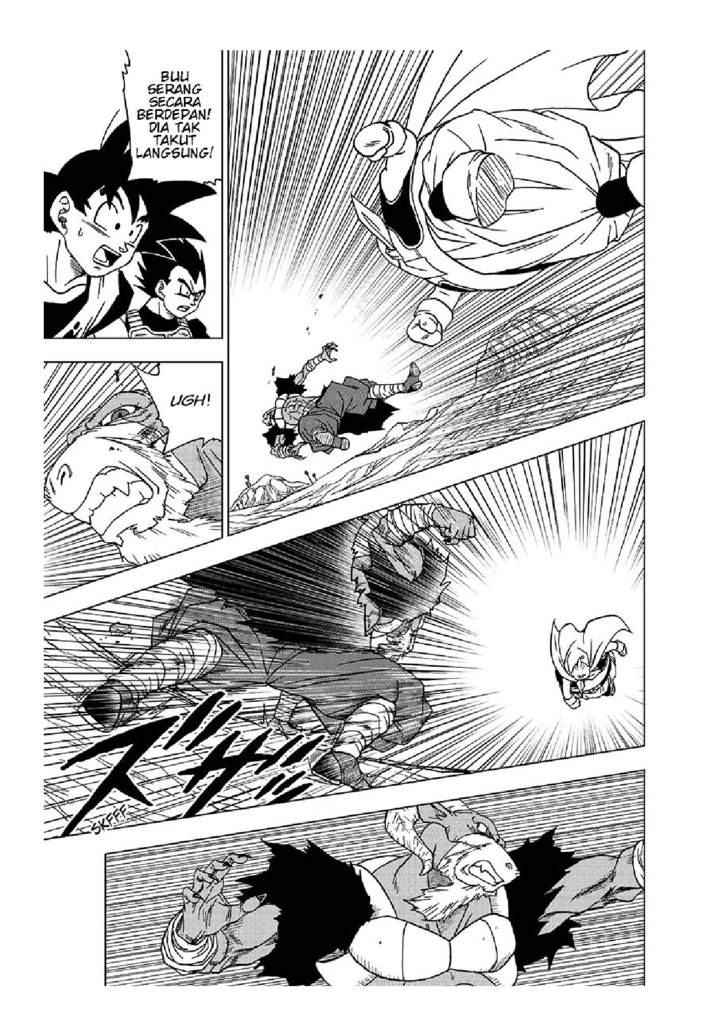 BUU
SERANG
SECARA
BERDEPAN!
DIA TAK
TAKUT
LANGSUNG!
UGH!
ズザザ
SKFFF